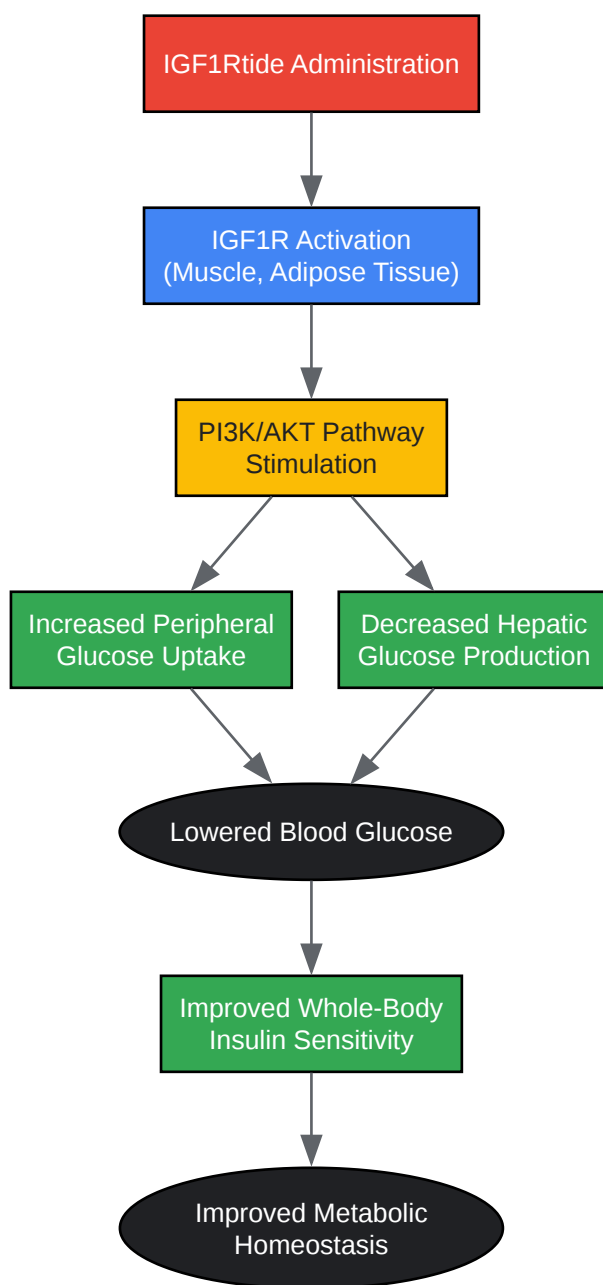 IGF1Rtide Administration
IGF1R Activation
(Muscle, Adipose Tissue)
PI3K/AKT Pathway
Stimulation
Increased Peripheral
Glucose Uptake
Decreased Hepatic
Glucose Production
Lowered Blood Glucose
Improved Whole-Body
Insulin Sensitivity
Improved Metabolic
Homeostasis